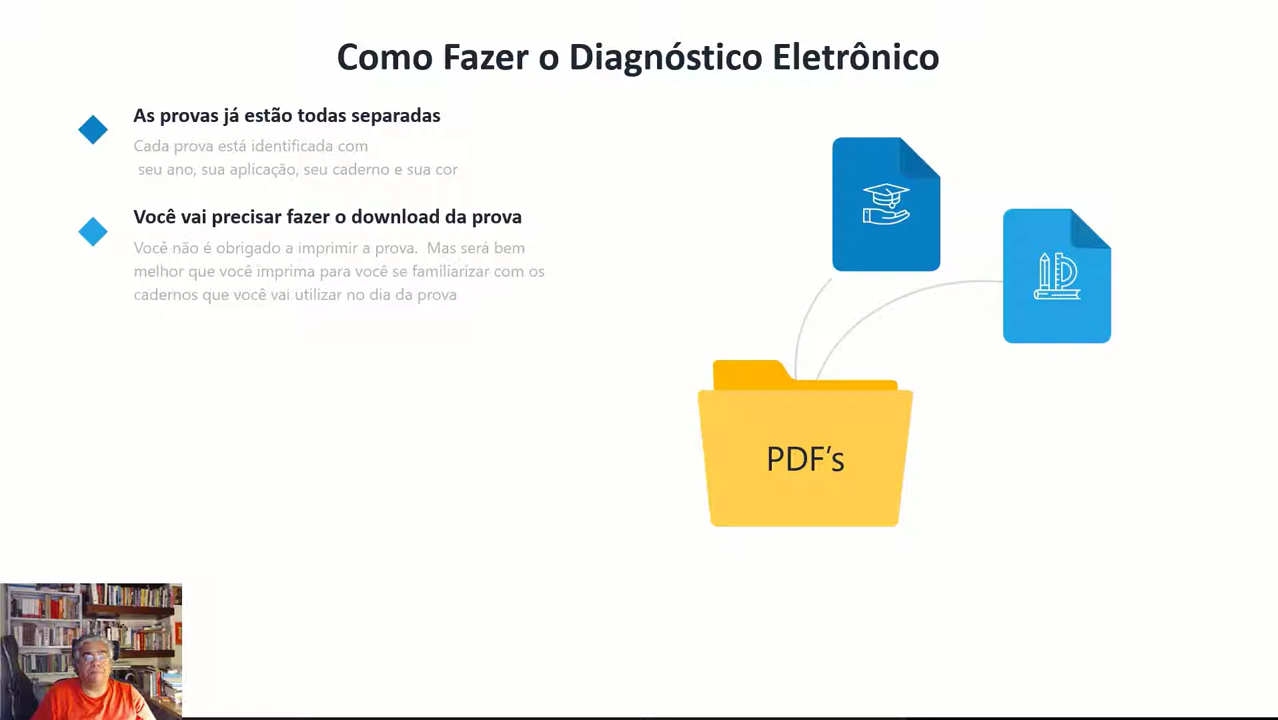 Como Fazer o Diagnóstico Eletrônico
As provas já estão todas separadas
Cada prova está identificada com
seu ano, sua aplicação, seu caderno e sua cor
Você vai precisar fazer o download da prova
Você não é obrigado a imprimir a prova. Mas será bem
melhor que você imprima para você se familiarizar com os
cadernos que você vai utilizar no dia da prova
PDF's